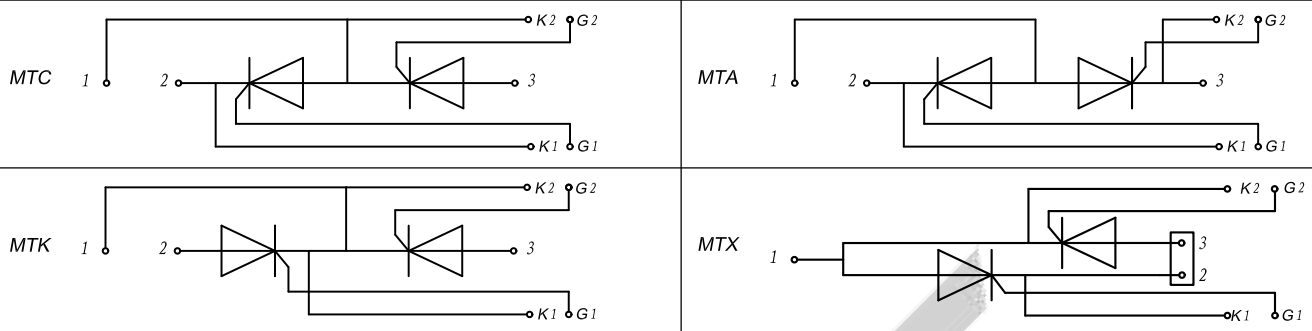 K2 G2
MTC 1 2 3
K1 G1
K2 G2
MTA 1 2 3
K1 G1
K2 G2
MTK 1 2 3
K1 G1
K2 G2
3
MTX 1
2
K1 G1